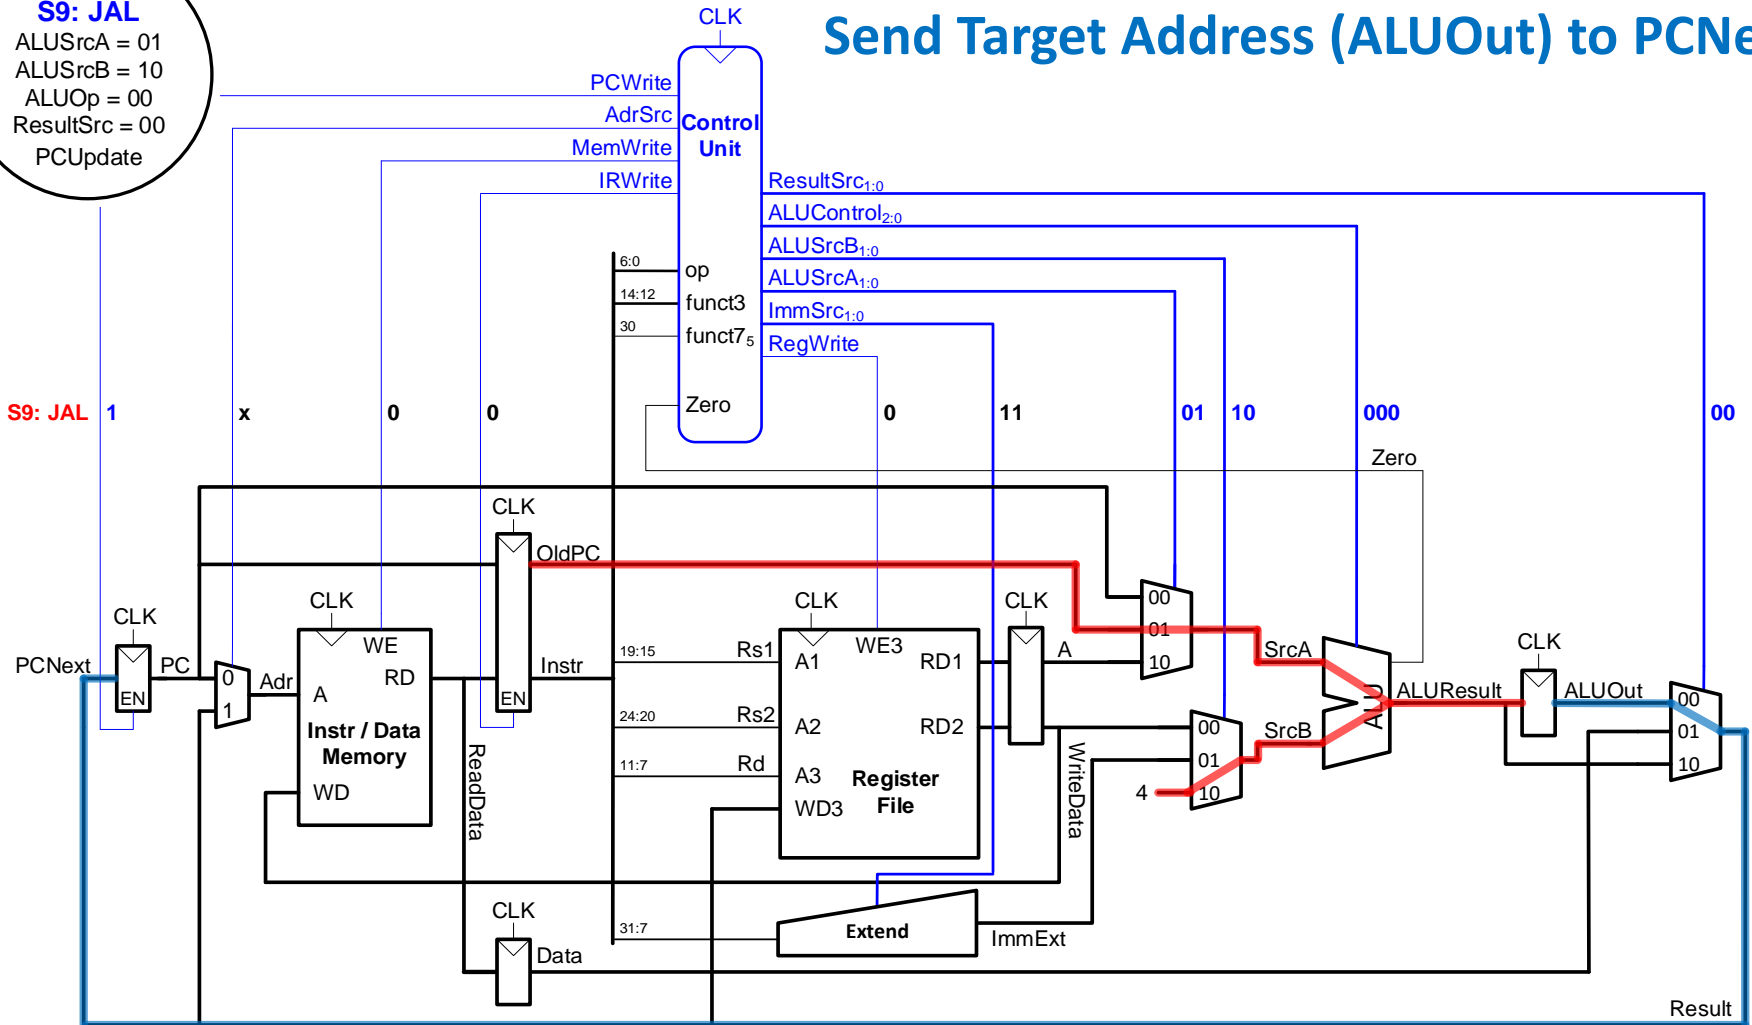 S9: JAL
ALUSrcA = 01
ALUSrcB = 10
ALUOp = 00
ResultSrc = 00
PCUpdate
Send Target Address (ALUOut) to PCNe
CLK
PCWrite
AdrSrc
MemWrite
IRWrite
Control
Unit
ResultSrc1:0
ALUControl2:0
ALUSrcB1:0
ALUSrcA1:0
ImmSrc1:0
RegWrite
6:0
op
14:12
funct3
30
funct75
Zero
S9: JAL
1
x
0
0
0
11
01
10
000
00
Zero
CLK
OldPC
CLK
CLK
CLK
CLK
CLK
PCNext
EN
PC
0
1
Adr
WE
RD
A
Instr / Data
Memory
WD
ReadData
EN
Instr
19:15
Rs1
24:20
Rs2
11:7
Rd
A1
A2
A3
WD3
WE3
RD1
RD2
Register
File
A
WriteData
00
01
10
00
01
10
4
SrcA
SrcB
ALU
ALUResult
ALUOut
00
01
10
CLK
Data
31:7
Extend
ImmExt
Result